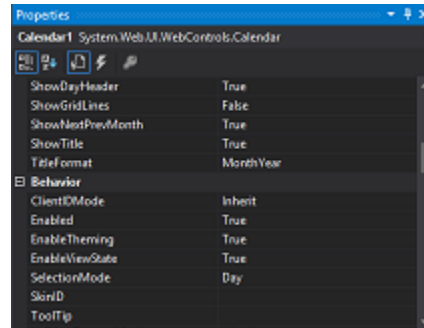 Properties
Calendar1 System.Web.UI.WebControls.Calendar
ShowDayHeader True
ShowGridLines False
ShowNextPrevMonth True
ShowTitle True
TitleFormat MonthYear
Behavior
ClientIDMode Inherit
Enabled True
EnableTheming True
EnableViewState True
SelectionMode Day
SkinID
ToolTip